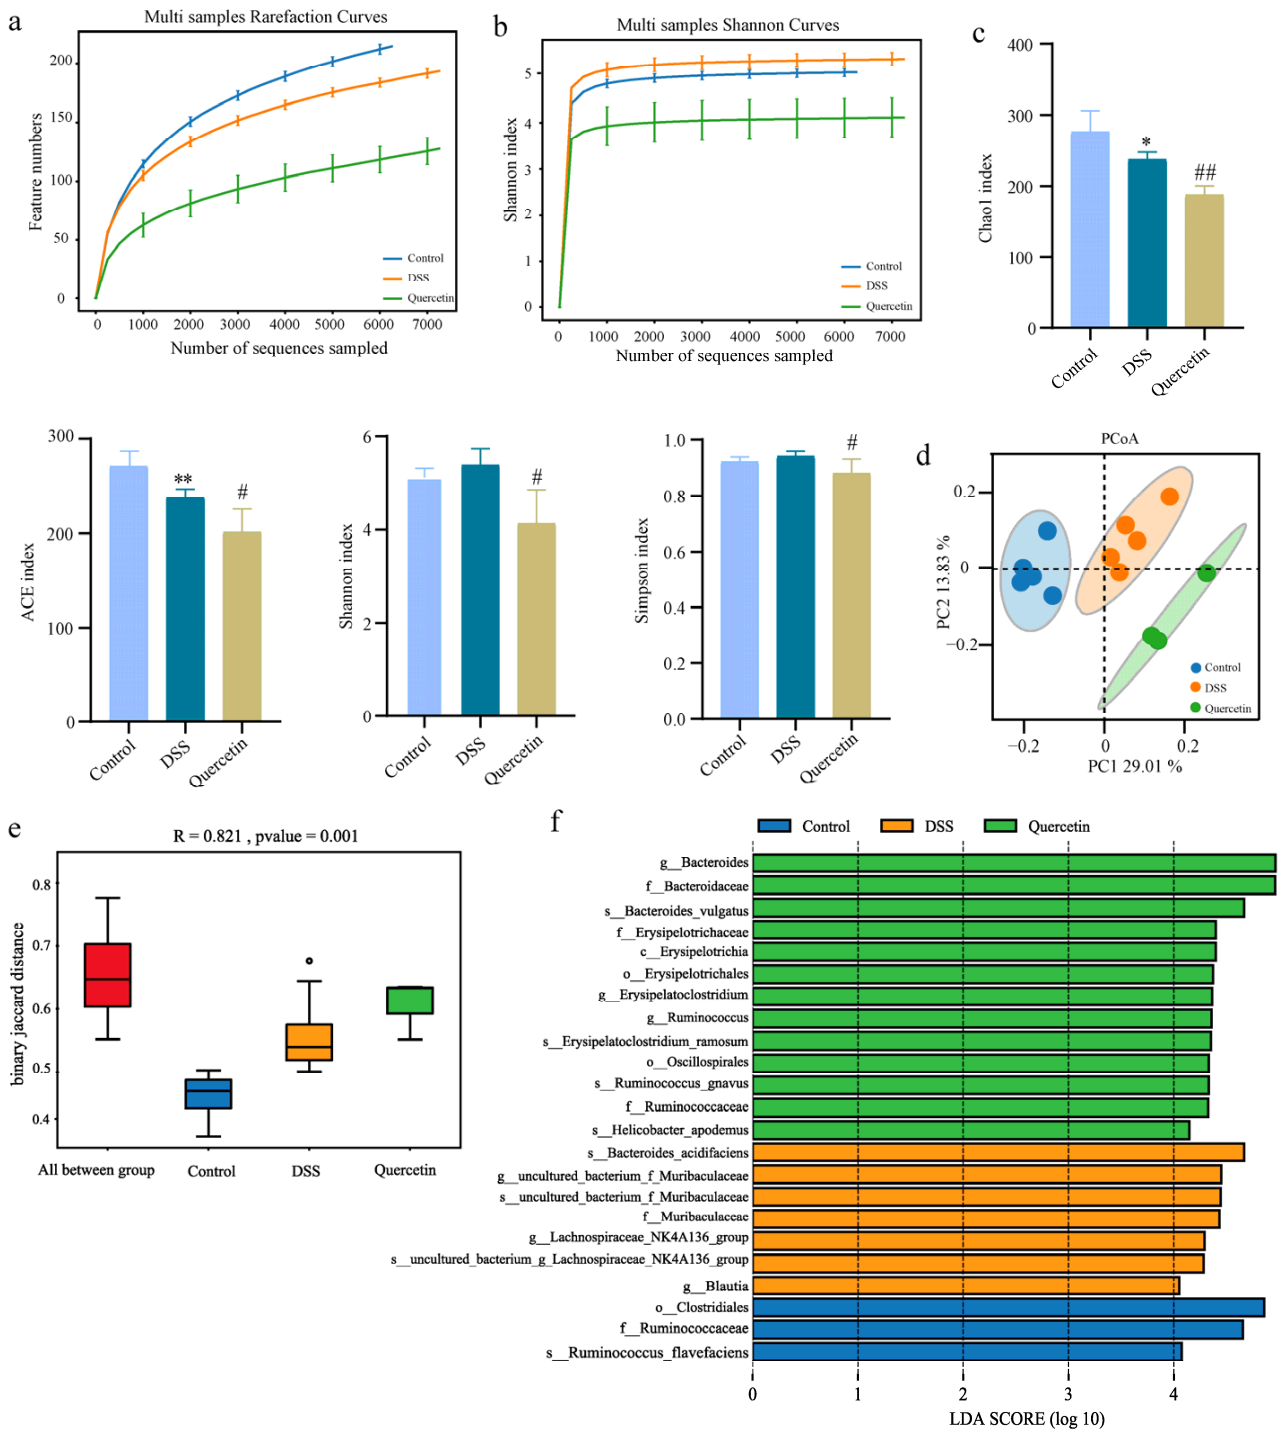 a
Multi samples Rarefaction Curves
Feature numbers
200
150
100
50
0
0 1000 2000 3000 4000 5000 6000 7000
Number of sequences sampled
Control
DSS
Quercetin
b
Multi samples Shannon Curves
Shannon index
5
4
3
2
1
0
0 1000 2000 3000 4000 5000 6000 7000
Number of sequences sampled
Control
DSS
Quercetin
c
Chao1 index
400
300
200
100
0
*
##
Control
DSS
Quercetin
ACE index
300
200
100
0
**
#
Control
DSS
Quercetin
Shannon index
6
4
2
0
#
Control
DSS
Quercetin
Simpson index
1.0
0.8
0.6
0.4
0.2
0.0
#
Control
DSS
Quercetin
d
PCoA
PC2 13.83 %
0.2
0
−0.2
−0.2 0 0.2
PC1 29.01 %
Control
DSS
Quercetin
e
R = 0.821 , pvalue = 0.001
binary jaccard distance
0.8
0.7
0.6
0.5
0.4
All between group Control DSS Quercetin
f
Control DSS Quercetin
g__Bacteroides
f__Bacteroidaceae
s__Bacteroides_vulgatus
f__Erysipelotrichaceae
c__Erysipelotrichia
o__Erysipelotrichales
g__Erysipelatoclostridium
g__Ruminococcus
s__Erysipelatoclostridium_ramosum
o__Oscillospirales
s__Ruminococcus_gnavus
f__Ruminococcaceae
s__Helicobacter_apodemus
s__Bacteroides_acidifaciens
g__uncultured_bacterium_f_Muribaculaceae
s__uncultured_bacterium_f_Muribaculaceae
f__Muribaculaceae
g__Lachnospiraceae_NK4A136_group
s__uncultured_bacterium_g_Lachnospiraceae_NK4A136_group
g__Blautia
o__Clostridiales
f__Ruminococcaceae
s__Ruminococcus_flavefaciens
0 1 2 3 4
LDA SCORE (log 10)